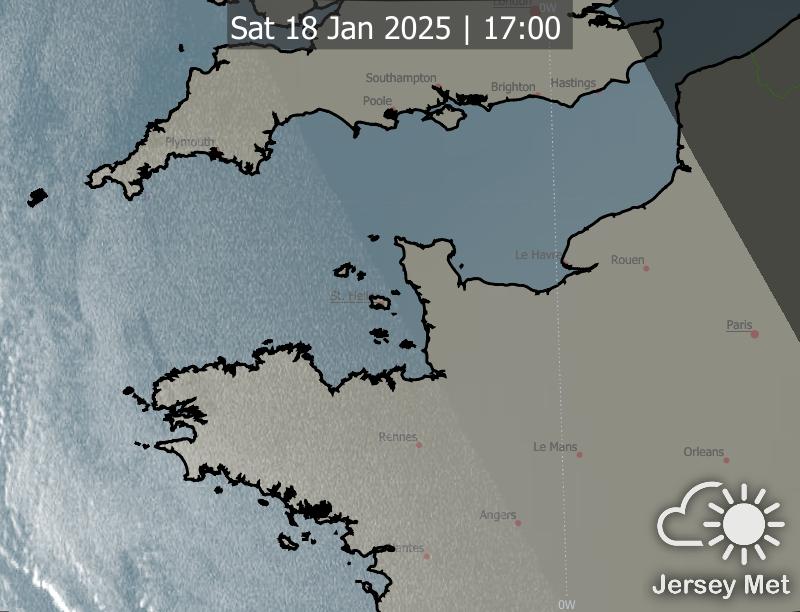 London
0W
Sat 18 Jan 2025 | 17:00
Southampton
Brighton
Hastings
Poole
Plymouth
Le Havre
Rouen
St. Helier
Paris
Rennes
Le Mans
Orleans
Angers
0W
Jersey Met